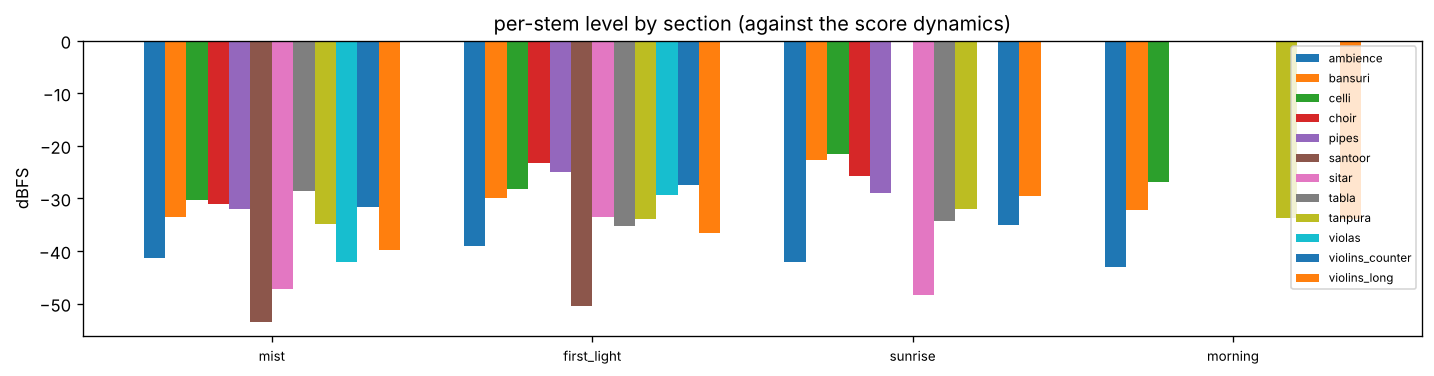 per-stem level by section (against the score dynamics)
dBFS
0
−10
−20
−30
−40
−50
mist
first_light
sunrise
morning
ambience
bansuri
celli
choir
pipes
santoor
sitar
tabla
tanpura
violas
violins_counter
violins_long